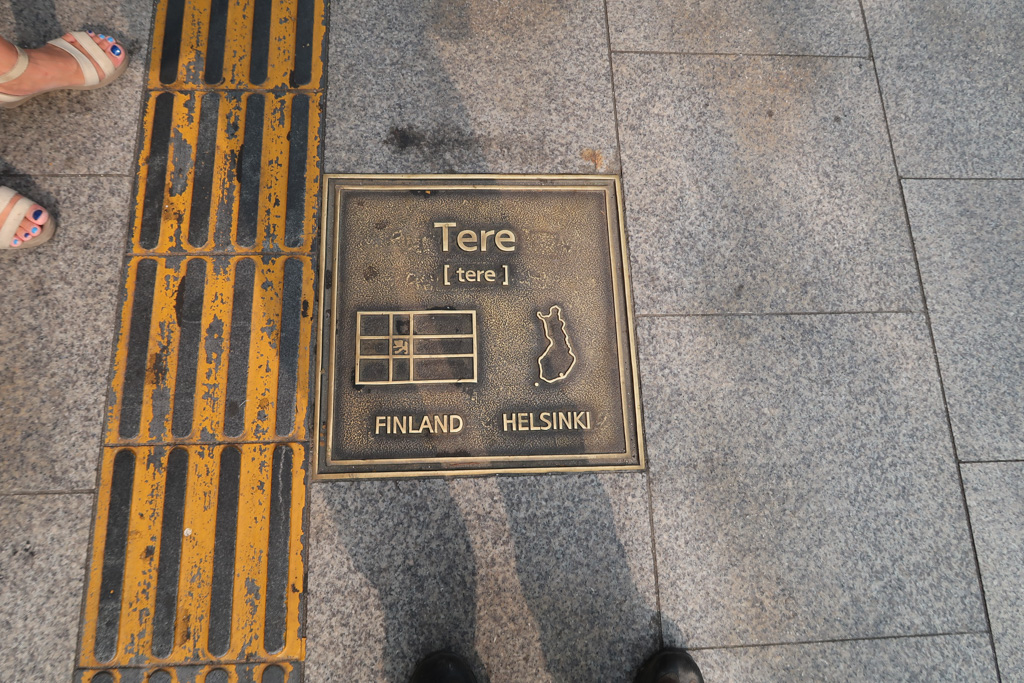 Tere
[ tere ]
FINLAND HELSINKI